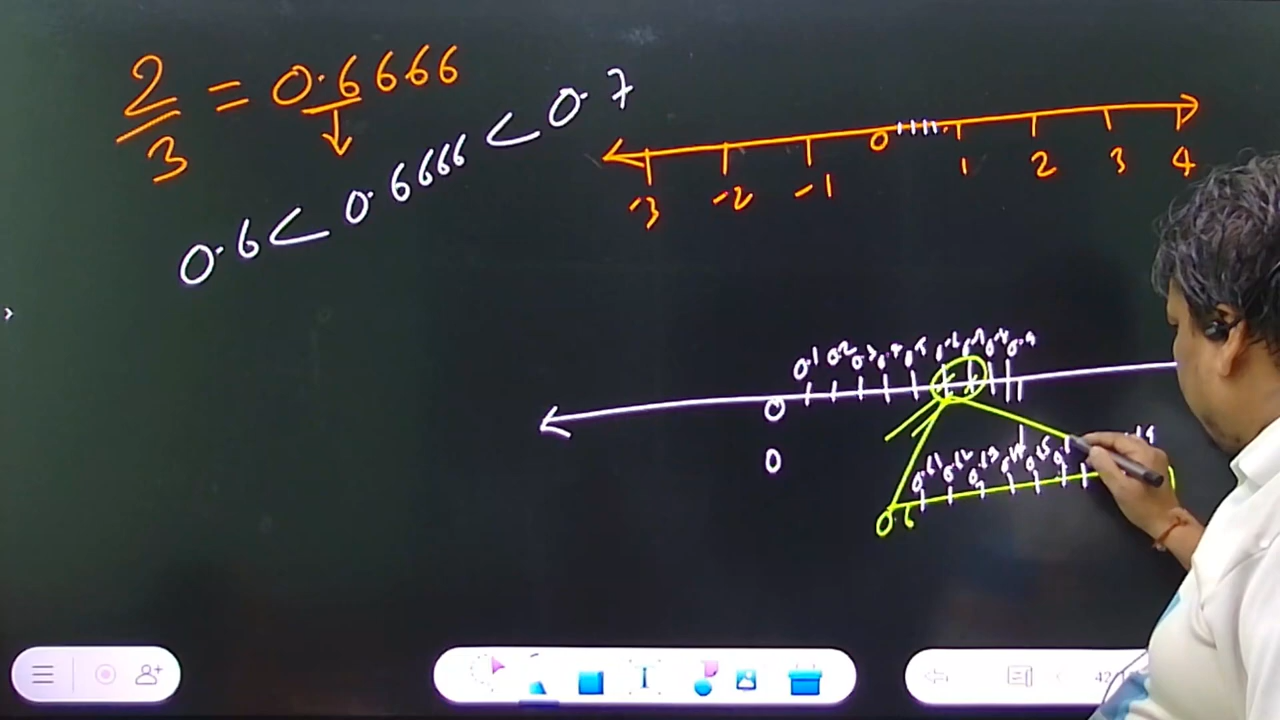 2/3 = 0.6666
0.6 < 0.6666 < 0.7
-3 -2 -1 0 1 2 3 4
0.1 0.2 0.3 0.4 0.5 0.6 0.7 0.8 0.9
0
0
0.61 0.62 0.63 0.64 0.65
0.6
42